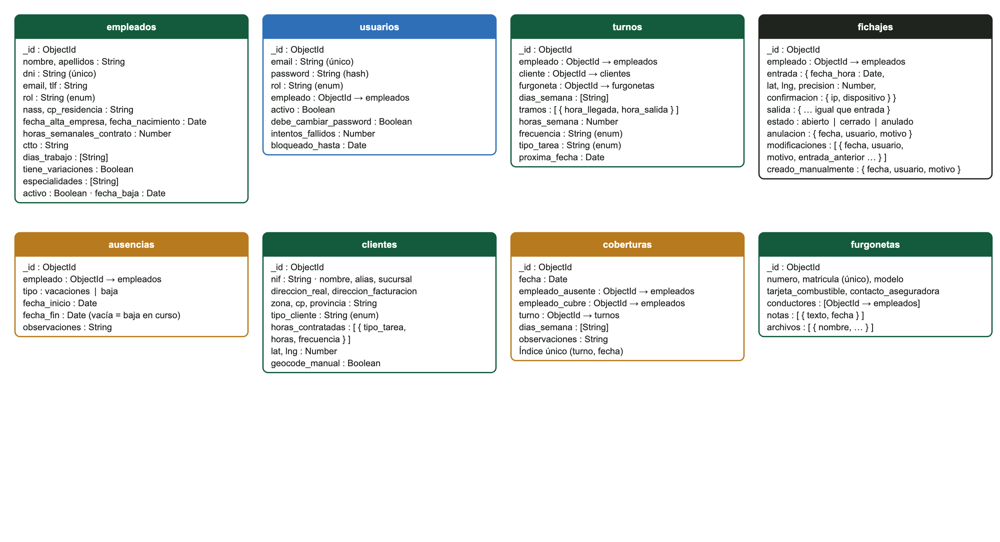 empleados
_id : ObjectId
nombre, apellidos : String
dni : String (único)
email, tlf : String
rol : String (enum)
nass, cp_residencia : String
fecha_alta_empresa, fecha_nacimiento : Date
horas_semanales_contrato : Number
ctto : String
dias_trabajo : [String]
tiene_variaciones : Boolean
especialidades : [String]
activo : Boolean · fecha_baja : Date
usuarios
_id : ObjectId
email : String (único)
password : String (hash)
rol : String (enum)
empleado : ObjectId → empleados
activo : Boolean
debe_cambiar_password : Boolean
intentos_fallidos : Number
bloqueado_hasta : Date
turnos
_id : ObjectId
empleado : ObjectId → empleados
cliente : ObjectId → clientes
furgoneta : ObjectId → furgonetas
dias_semana : [String]
tramos : [ { hora_llegada, hora_salida } ]
horas_semana : Number
frecuencia : String (enum)
tipo_tarea : String (enum)
proxima_fecha : Date
fichajes
_id : ObjectId
empleado : ObjectId → empleados
entrada : { fecha_hora : Date,
lat, lng, precision : Number,
confirmacion : { ip, dispositivo } }
salida : { … igual que entrada }
estado : abierto | cerrado | anulado
anulacion : { fecha, usuario, motivo }
modificaciones : [ { fecha, usuario,
motivo, entrada_anterior … } ]
creado_manualmente : { fecha, usuario, motivo }
ausencias
_id : ObjectId
empleado : ObjectId → empleados
tipo : vacaciones | baja
fecha_inicio : Date
fecha_fin : Date (vacía = baja en curso)
observaciones : String
clientes
_id : ObjectId
nif : String · nombre, alias, sucursal
direccion_real, direccion_facturacion
zona, cp, provincia : String
tipo_cliente : String (enum)
horas_contratadas : [ { tipo_tarea,
horas, frecuencia } ]
lat, lng : Number
geocode_manual : Boolean
coberturas
_id : ObjectId
fecha : Date
empleado_ausente : ObjectId → empleados
empleado_cubre : ObjectId → empleados
turno : ObjectId → turnos
dias_semana : [String]
observaciones : String
Índice único (turno, fecha)
furgonetas
_id : ObjectId
numero, matricula (único), modelo
tarjeta_combustible, contacto_aseguradora
conductores : [ObjectId → empleados]
notas : [ { texto, fecha } ]
archivos : [ { nombre, … } ]